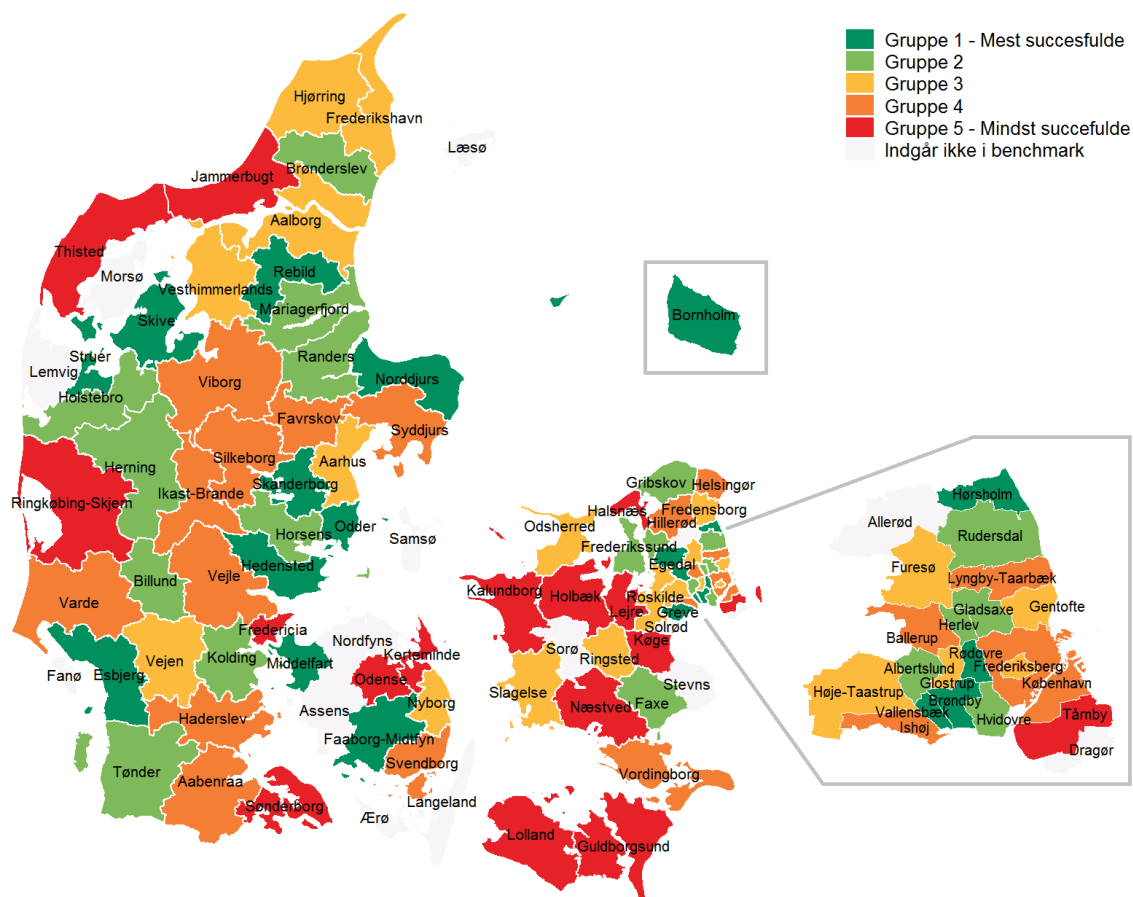 Gruppe 1 - Mest succesfulde
Gruppe 2
Gruppe 3
Gruppe 4
Gruppe 5 - Mindst succefulde
Indgår ikke i benchmark
Hjørring
Frederikshavn
Læsø
Brønderslev
Jammerbugt
Aalborg
Thisted
Morsø
Rebild
Vesthimmerlands
Mariagerfjord
Skive
Bornholm
Struer
Lemvig
Holstebro
Randers
Viborg
Norddjurs
Favrskov
Syddjurs
Silkeborg
Aarhus
Herning
Skanderborg
Ikast-Brande
Ringkøbing-Skjern
Odder
Horsens
Samsø
Hedensted
Billund
Vejle
Varde
Fredericia
Nordfyns
Vejen
Kolding
Middelfart
Kerteminde
Fanø
Esbjerg
Odense
Assens
Nyborg
Haderslev
Faaborg-Midtfyn
Svendborg
Tønder
Aabenraa
Langeland
Sønderborg
Ærø
Gribskov
Helsingør
Halsnæs
Fredensborg
Hillerød
Odsherred
Frederikssund
Egedal
Kalundborg
Holbæk
Roskilde
Lejre
Greve
Solrød
Køge
Sorø
Ringsted
Stevns
Slagelse
Næstved
Faxe
Vordingborg
Lolland
Guldborgsund
Hørsholm
Allerød
Rudersdal
Furesø
Lyngby-Taarbæk
Gladsaxe
Gentofte
Herlev
Ballerup
Rødovre
Albertslund
Frederiksberg
Glostrup
København
Høje-Taastrup
Brøndby
Vallensbæk
Hvidovre
Ishøj
Tårnby
Dragør